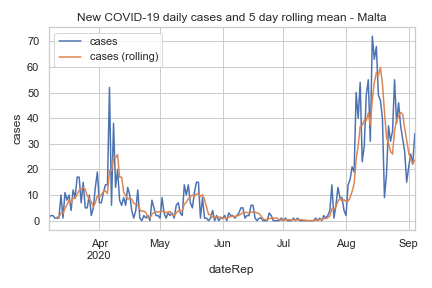 New COVID-19 daily cases and 5 day rolling mean - Malta
cases
cases (rolling)
cases
70
60
50
40
30
20
10
0
Apr
2020
May
Jun
Jul
Aug
Sep
dateRep